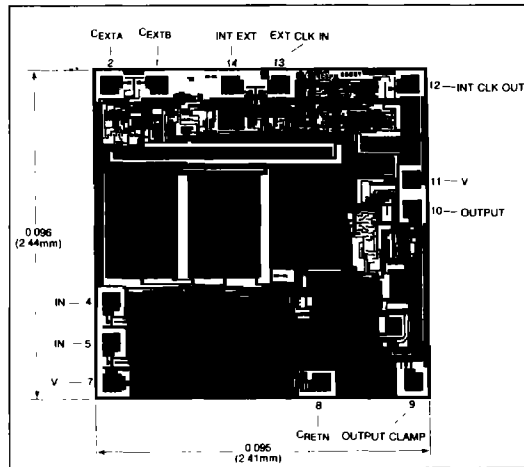 CEXTA CEXTB INT EXT EXT CLK IN
2 1 14 13
12 INT CLK OUT
11 V
10 OUTPUT
0.096
(2.44mm)
IN 4
IN 5
V 7
8 9
CRETN OUTPUT CLAMP
0.095
(2.41mm)